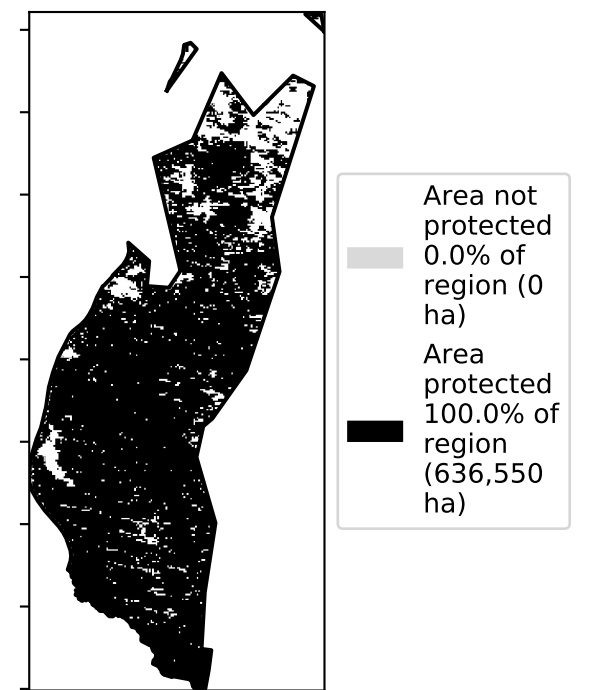 Area not
protected
0.0% of
region (0
ha)
Area
protected
100.0% of
region
(636,550
ha)